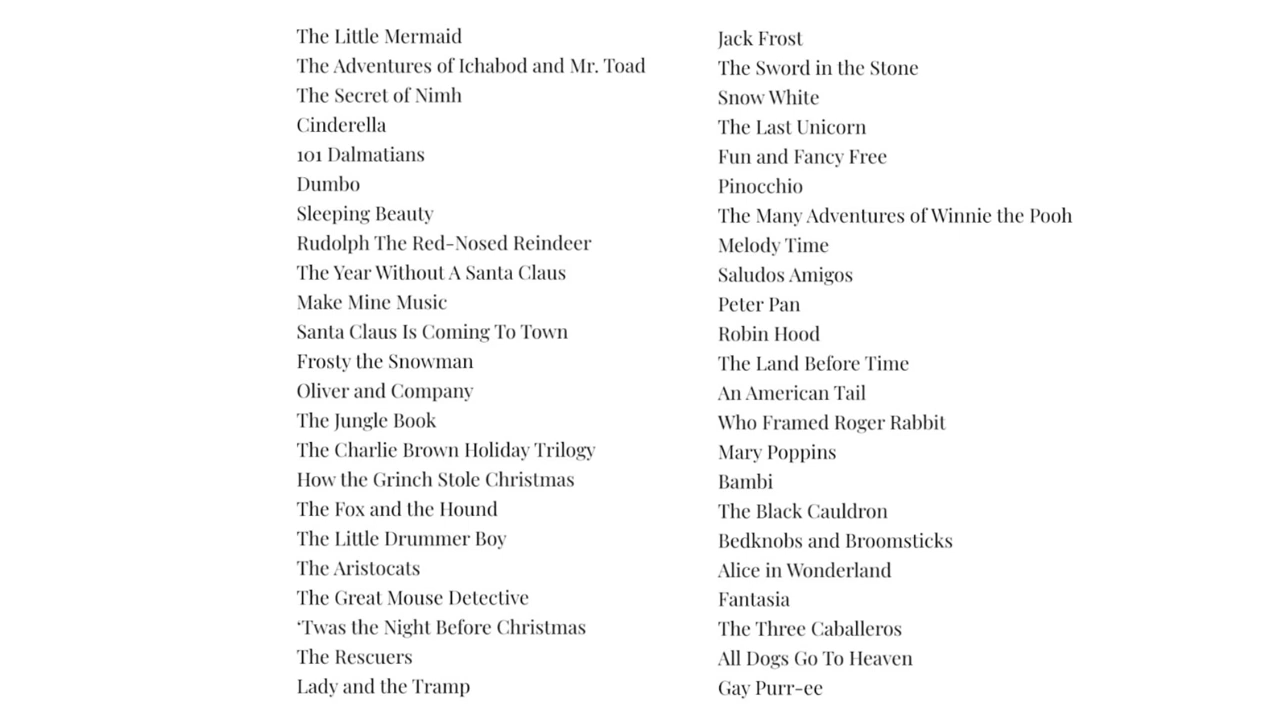 The Little Mermaid
The Adventures of Ichabod and Mr. Toad
The Secret of Nimh
Cinderella
101 Dalmatians
Dumbo
Sleeping Beauty
Rudolph The Red-Nosed Reindeer
The Year Without A Santa Claus
Make Mine Music
Santa Claus Is Coming To Town
Frosty the Snowman
Oliver and Company
The Jungle Book
The Charlie Brown Holiday Trilogy
How the Grinch Stole Christmas
The Fox and the Hound
The Little Drummer Boy
The Aristocats
The Great Mouse Detective
‘Twas the Night Before Christmas
The Rescuers
Lady and the Tramp
Jack Frost
The Sword in the Stone
Snow White
The Last Unicorn
Fun and Fancy Free
Pinocchio
The Many Adventures of Winnie the Pooh
Melody Time
Saludos Amigos
Peter Pan
Robin Hood
The Land Before Time
An American Tail
Who Framed Roger Rabbit
Mary Poppins
Bambi
The Black Cauldron
Bedknobs and Broomsticks
Alice in Wonderland
Fantasia
The Three Caballeros
All Dogs Go To Heaven
Gay Purr-ee